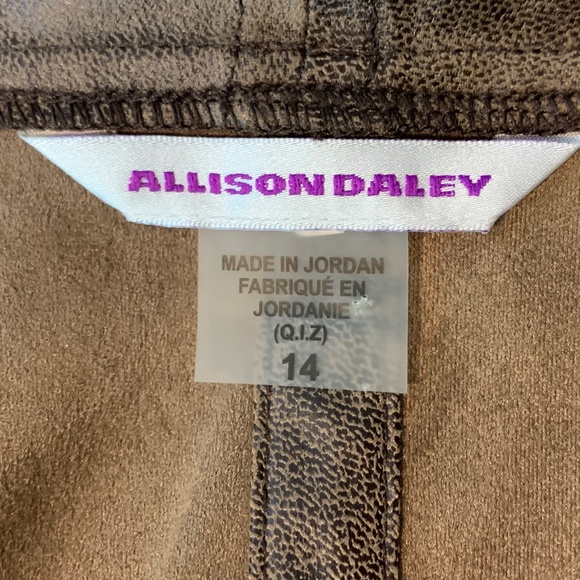 ALLISON DALEY
MADE IN JORDAN
FABRIQUÉ EN
JORDANIE
(Q.I.Z)
14